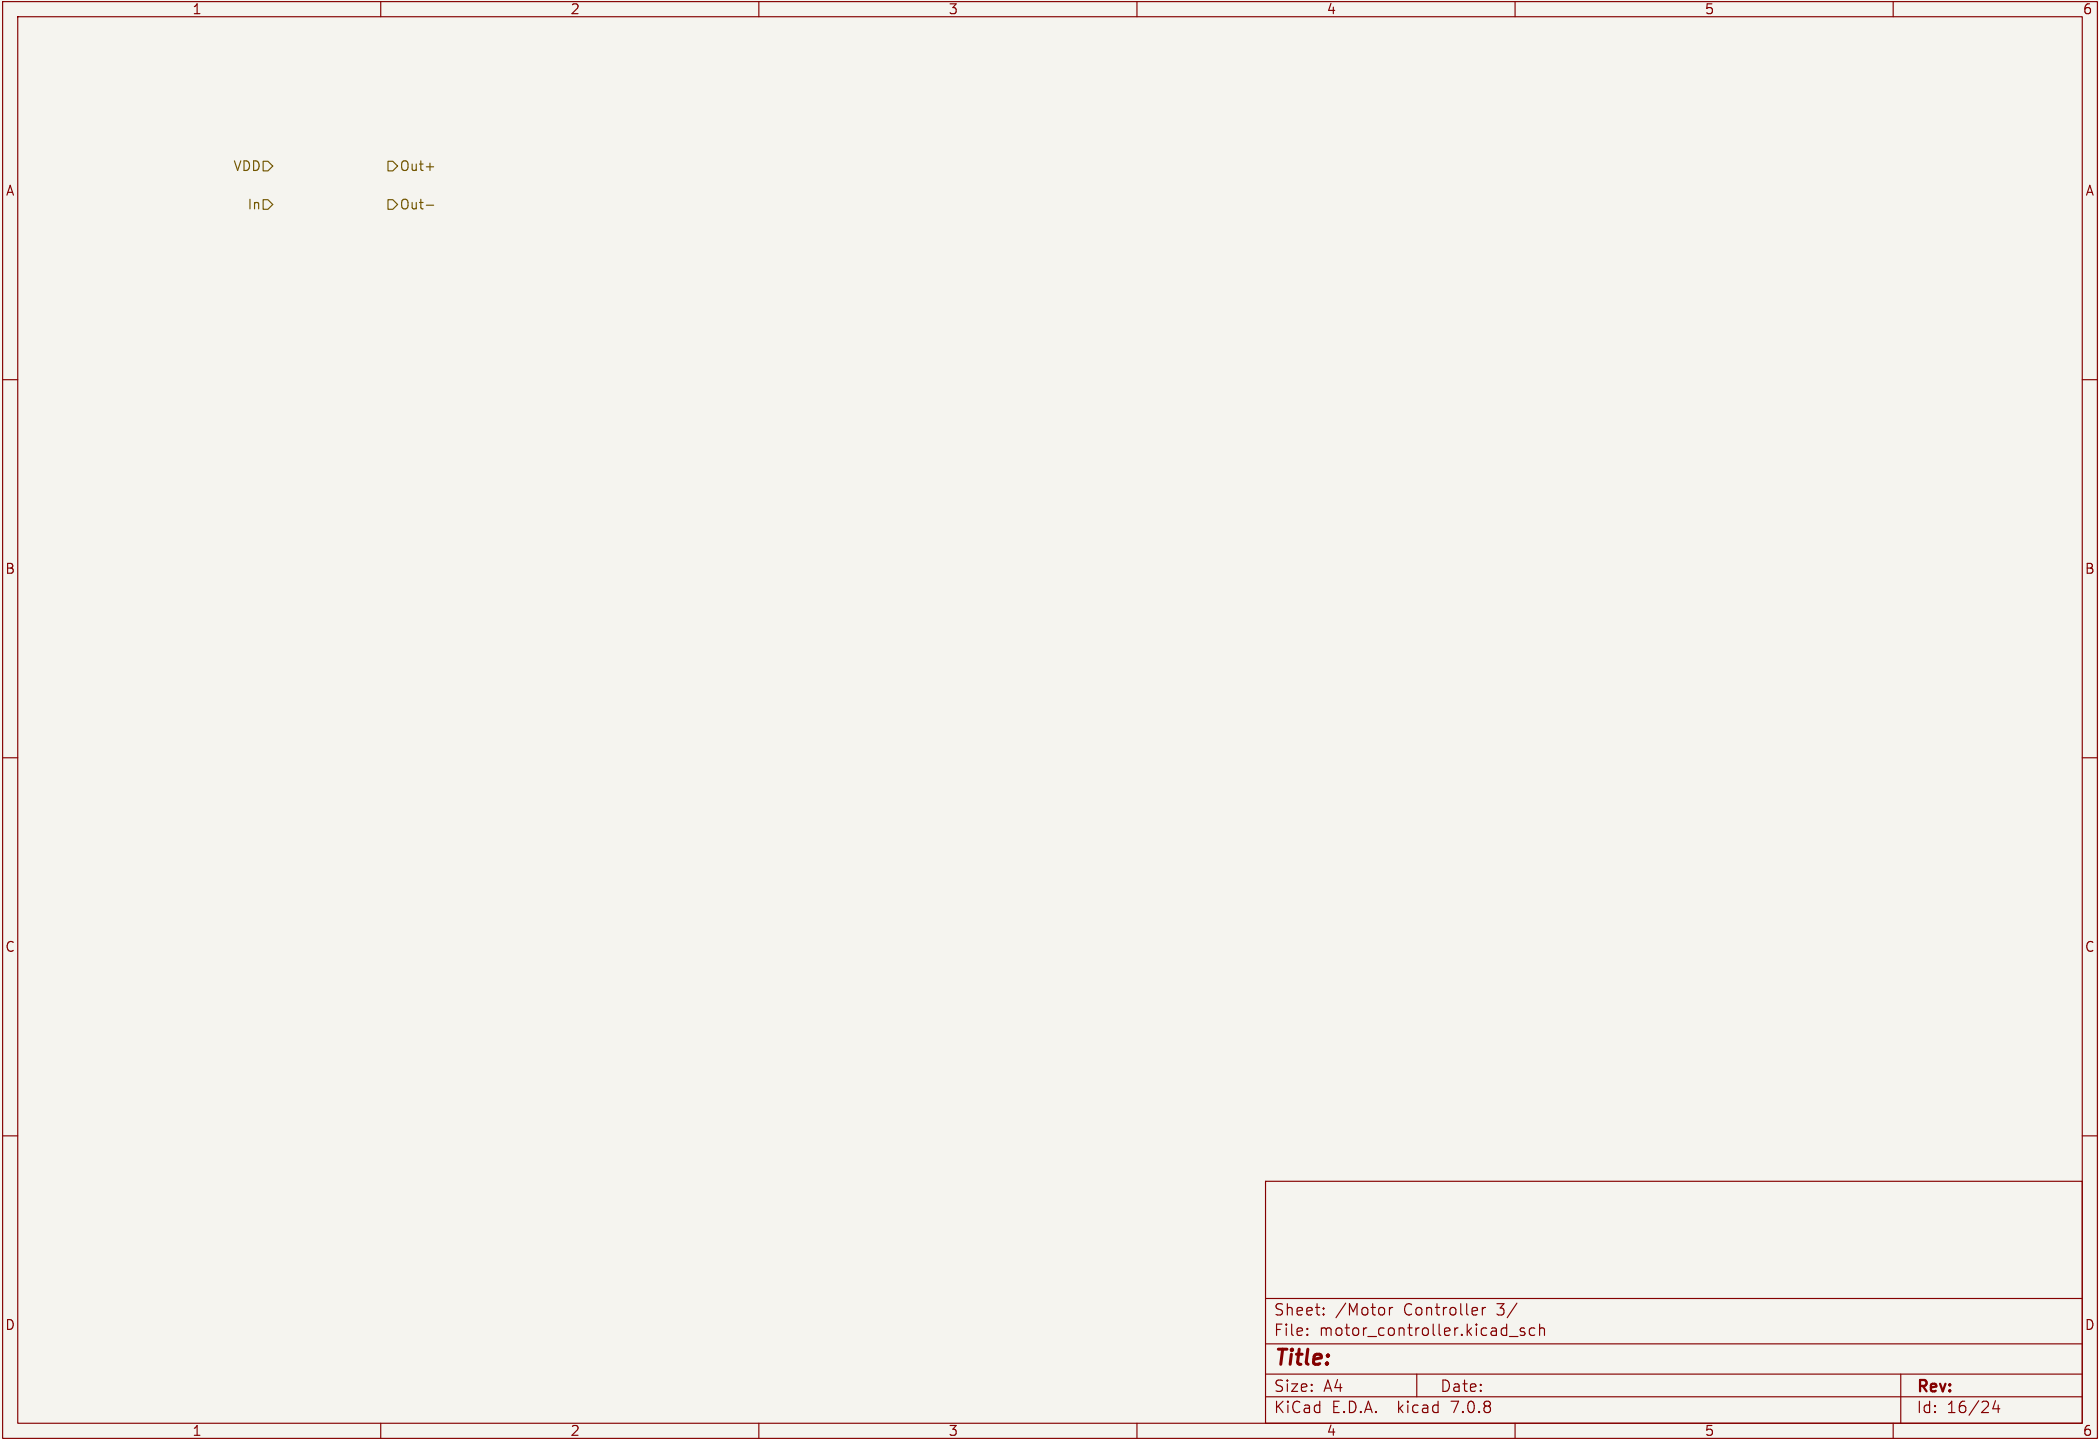 1 2 3 4 5 6
VDD Out+
A A
In Out-
B B
C C
Sheet: /Motor Controller 3/
File: motor_controller.kicad_sch
D D
Title:
Size: A4 Date: Rev:
KiCad E.D.A. kicad 7.0.8 Id: 16/24
1 2 3 4 5 6